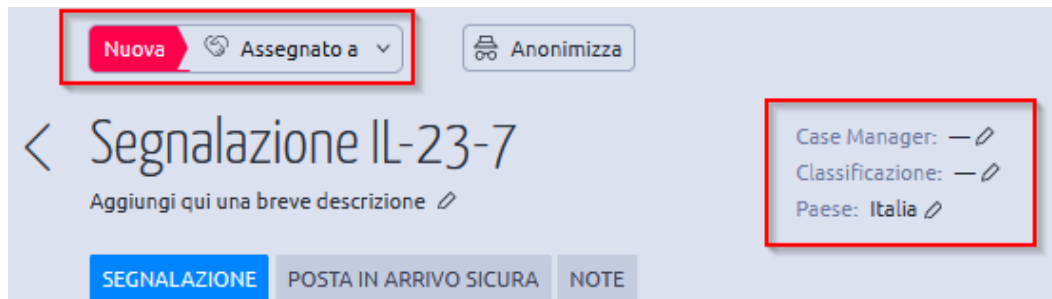 Nuova Assegnato a
Anonimizza
Segnalazione IL-23-7
Aggiungi qui una breve descrizione
Case Manager: —
Classificazione: —
Paese: Italia
SEGNALAZIONE
POSTA IN ARRIVO SICURA
NOTE